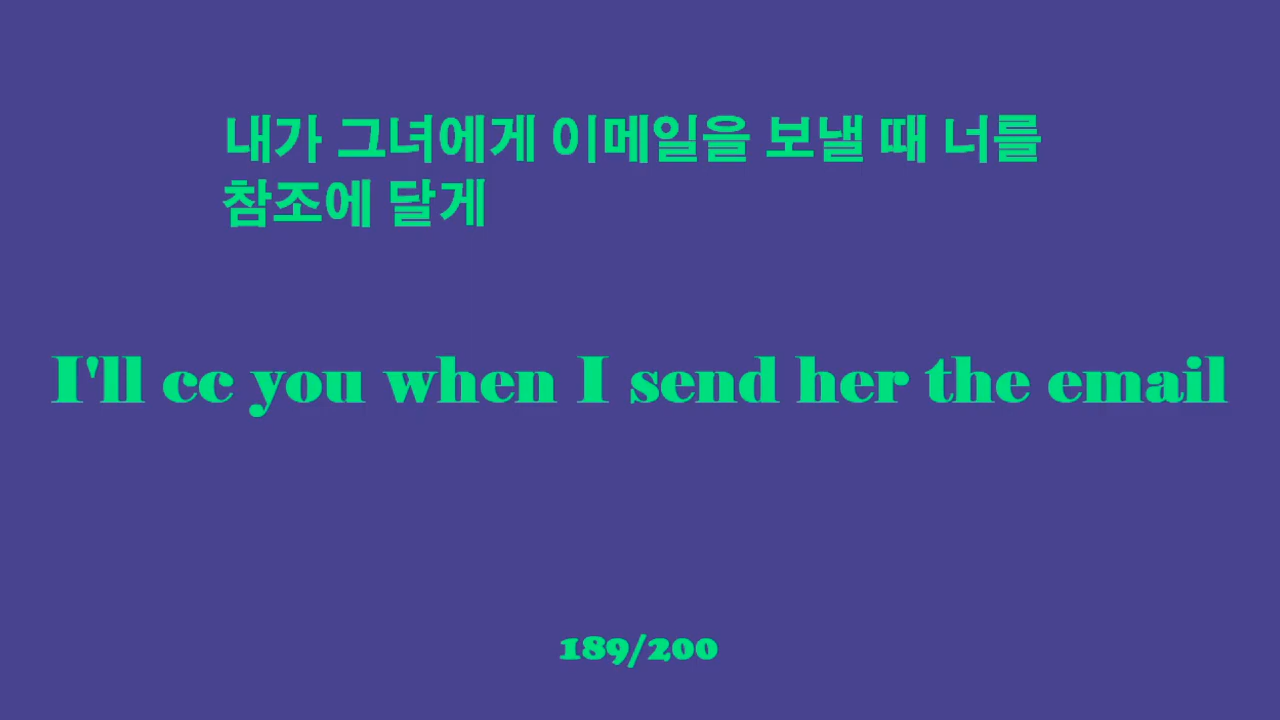 내가 그녀에게 이메일을 보낼 때 너를
참조에 달게
I'll cc you when I send her the email
189/200